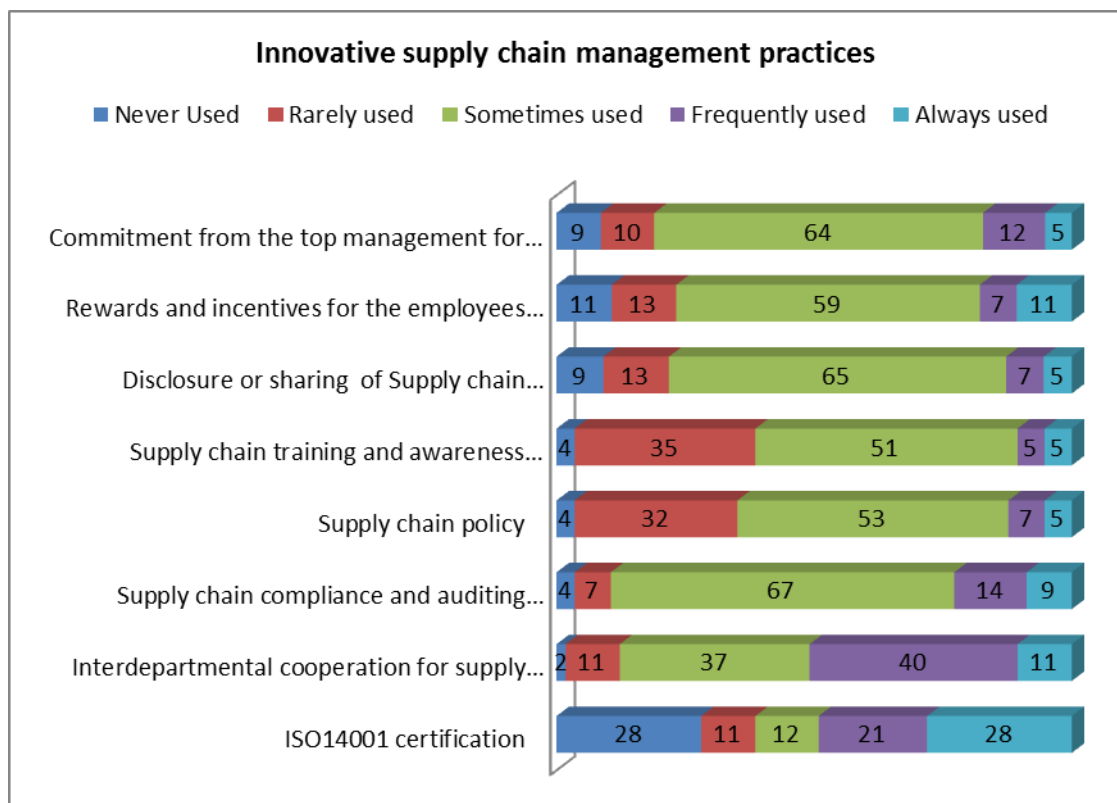 Innovative supply chain management practices
Never Used Rarely used Sometimes used Frequently used Always used
Commitment from the top management for... 9 10 64 12 5
Rewards and incentives for the employees... 11 13 59 7 11
Disclosure or sharing of Supply chain... 9 13 65 7 5
Supply chain training and awareness... 4 35 51 5 5
Supply chain policy 4 32 53 7 5
Supply chain compliance and auditing... 4 7 67 14 9
Interdepartmental cooperation for supply... 2 11 37 40 11
ISO14001 certification 28 11 12 21 28